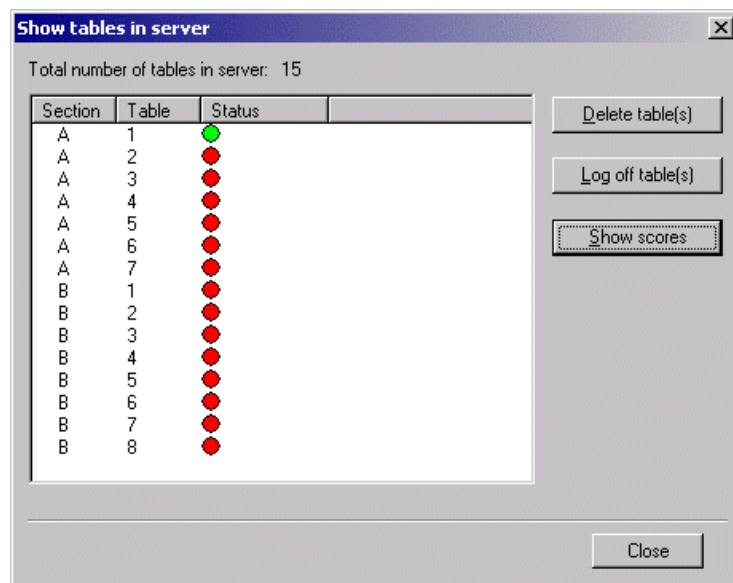 Show tables in server
Total number of tables in server: 15
Section Table Status
A 1
A 2
A 3
A 4
A 5
A 6
A 7
B 1
B 2
B 3
B 4
B 5
B 6
B 7
B 8
Delete table(s)
Log off table(s)
Show scores
Close